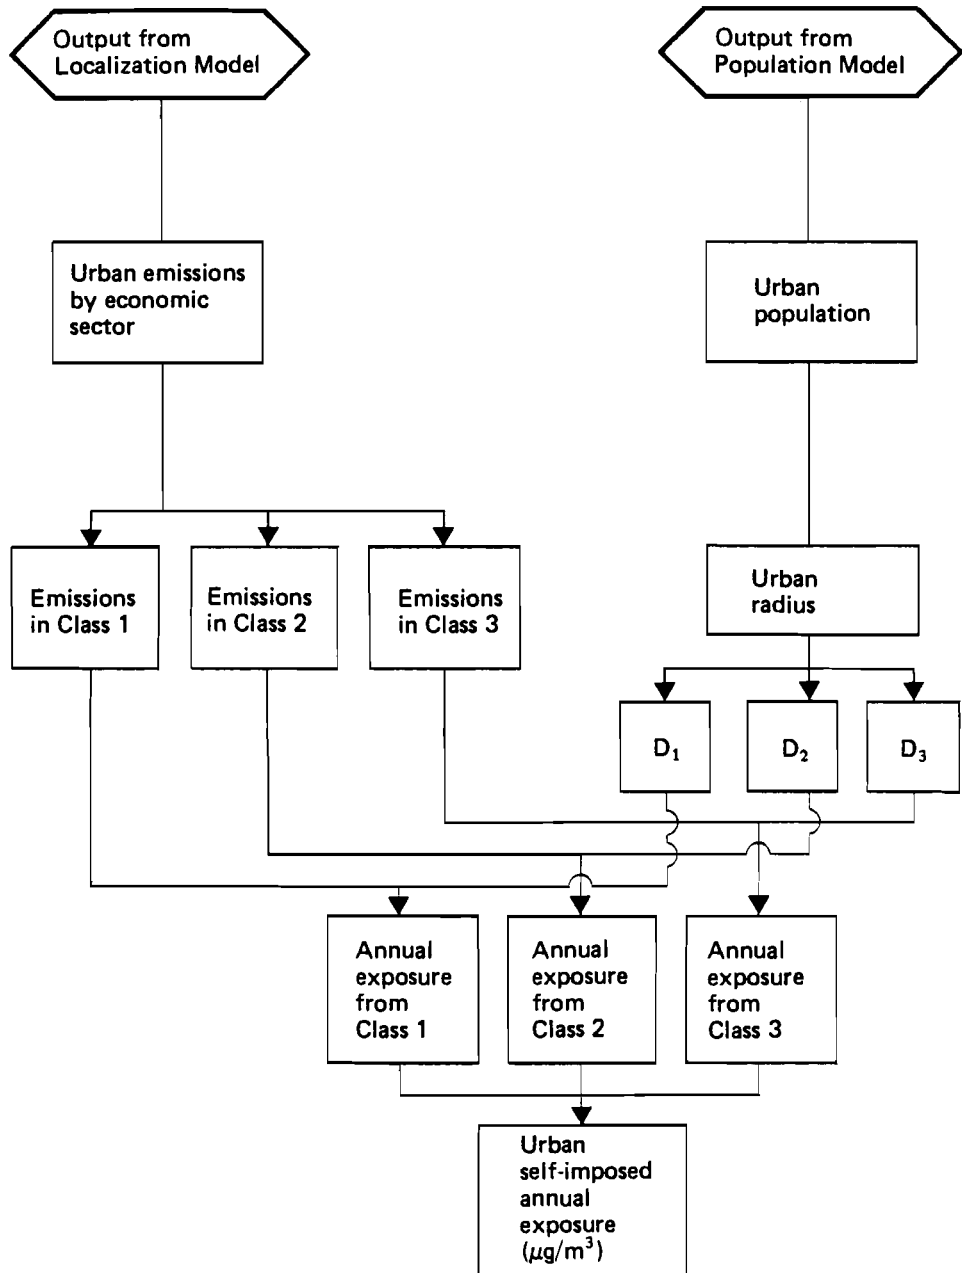 Output from
Localization Model
Output from
Population Model
Urban emissions
by economic
sector
Urban
population
Emissions
in Class 1
Emissions
in Class 2
Emissions
in Class 3
Urban
radius
D₁
D₂
D₃
Annual
exposure
from
Class 1
Annual
exposure
from
Class 2
Annual
exposure
from
Class 3
Urban
self-imposed
annual
exposure
(μg/m³)